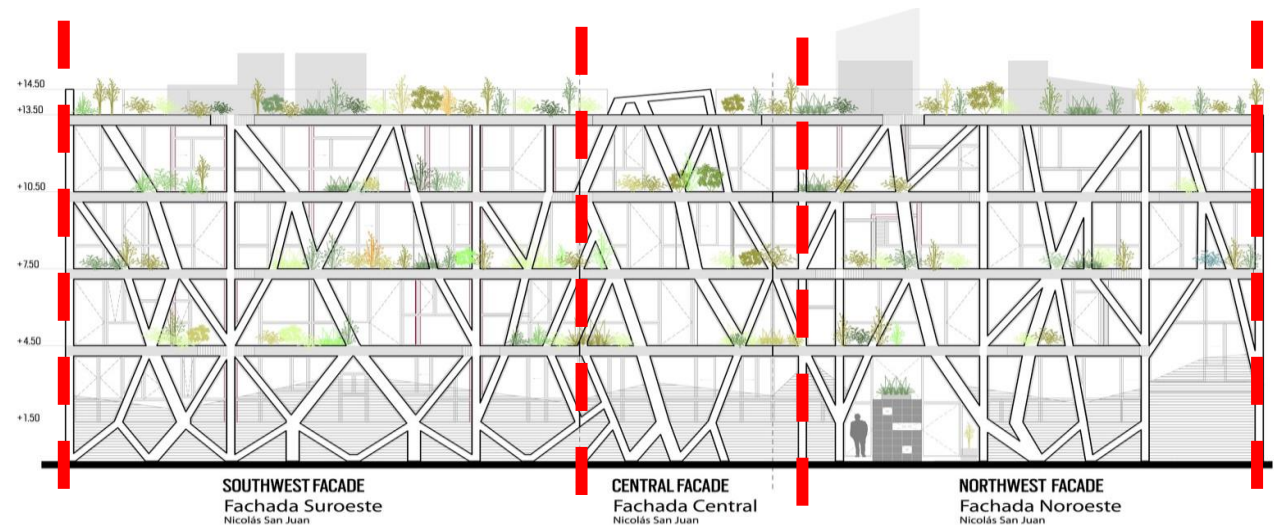 +14.50
+13.50
+10.50
+7.50
+4.50
+1.50
SOUTHWEST FACADE
Fachada Suroeste
Nicolás San Juan
CENTRAL FACADE
Fachada Central
Nicolás San Juan
NORTHWEST FACADE
Fachada Noroeste
Nicolás San Juan